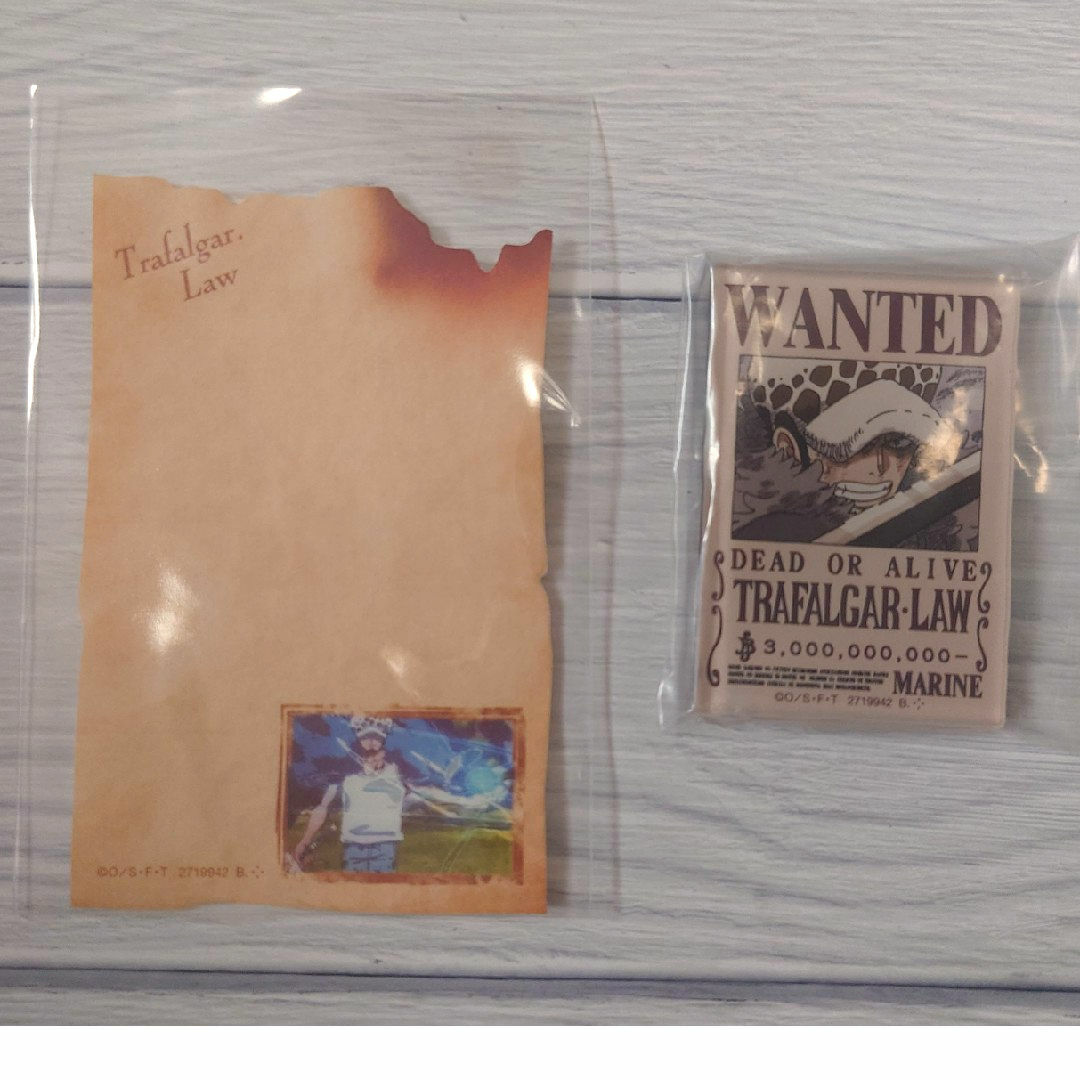 Trafalgar.
Law
©O/S・F・T 2719942 B.
WANTED
DEAD OR ALIVE
TRAFALGAR·LAW
3,000,000,000-
MARINE
©O/S・F・T 2719942 B.